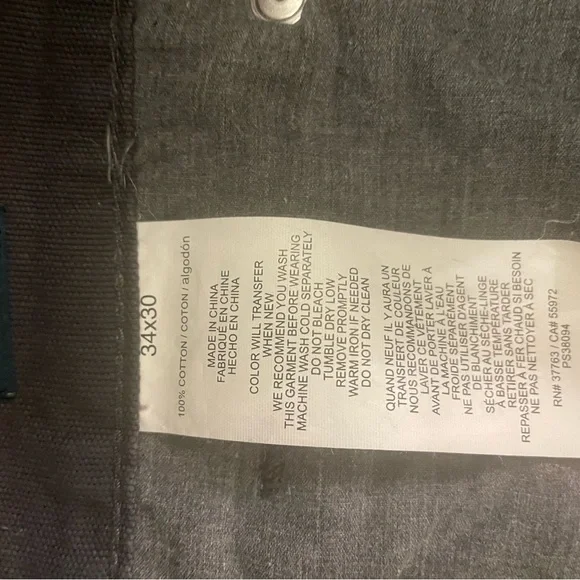 34x30
100% COTTON / COTON / algodón
MADE IN CHINA
FABRIQUÉ EN CHINE
HECHO EN CHINA
COLOR WILL TRANSFER
WHEN NEW
WE RECOMMEND YOU WASH
THIS GARMENT BEFORE WEARING
MACHINE WASH COLD SEPARATELY
DO NOT BLEACH
TUMBLE DRY LOW
REMOVE PROMPTLY
WARM IRON IF NEEDED
DO NOT DRY CLEAN
QUAND NEUF IL Y AURA UN
TRANSFERT DE COULEUR
NOUS RECOMMANDONS DE
LAVER CE VÊTEMENT
AVANT DE PORTER LAVER À
LA MACHINE À L'EAU
FROIDE SÉPARÉMENT
NE PAS UTILISER D'AGENT
DE BLANCHIMENT
SÉCHER AU SÈCHE-LINGE
À BASSE TEMPÉRATURE
RETIRER SANS TARDER
REPASSER À FER CHAUD SI BESOIN
NE PAS NETTOYER À SEC
RN# 37763 / CA# 55972
PS38094